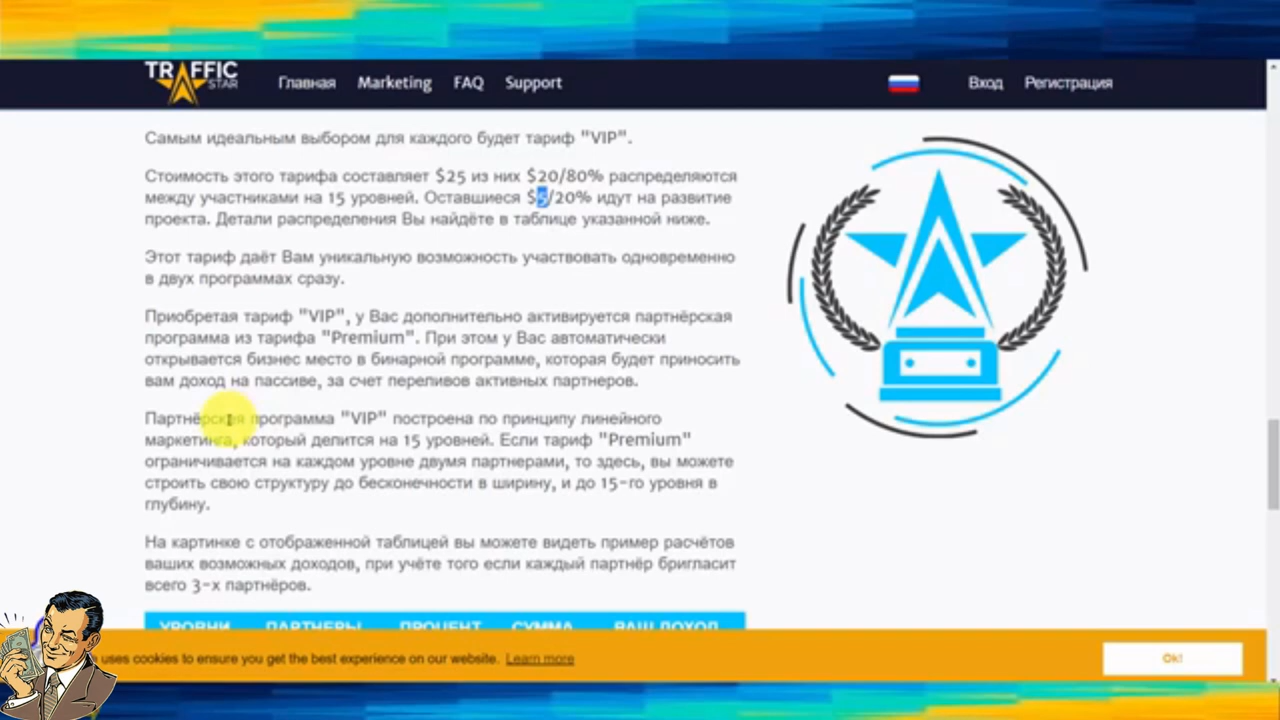 TRAFFIC
STAR
Главная Marketing FAQ Support Вход Регистрация
Самым идеальным выбором для каждого будет тариф "VIP".
Стоимость этого тарифа составляет $25 из них $20/80% распределяются
между участниками на 15 уровней. Оставшиеся $5/20% идут на развитие
проекта. Детали распределения Вы найдёте в таблице указанной ниже.
Этот тариф даёт Вам уникальную возможность участвовать одновременно
в двух программах сразу.
Приобретая тариф "VIP", у Вас дополнительно активируется партнёрская
программа из тарифа "Premium". При этом у Вас автоматически
открывается бизнес место в бинарной программе, которая будет приносить
вам доход на пассиве, за счет переливов активных партнеров.
Партнёрская программа "VIP" построена по принципу линейного
маркетинга, который делится на 15 уровней. Если тариф "Premium"
ограничивается на каждом уровне двумя партнерами, то здесь, вы можете
строить свою структуру до бесконечности в ширину, и до 15-го уровня в
глубину.
На картинке с отображенной таблицей вы можете видеть пример расчётов
ваших возможных доходов, при учёте того если каждый партнёр бригласит
всего 3-х партнёров.
УРОВНИ ПАРТНЕРЫ ПРОЦЕНТ СУММА ВАШ ДОХОД
uses cookies to ensure you get the best experience on our website. Learn more Ok!